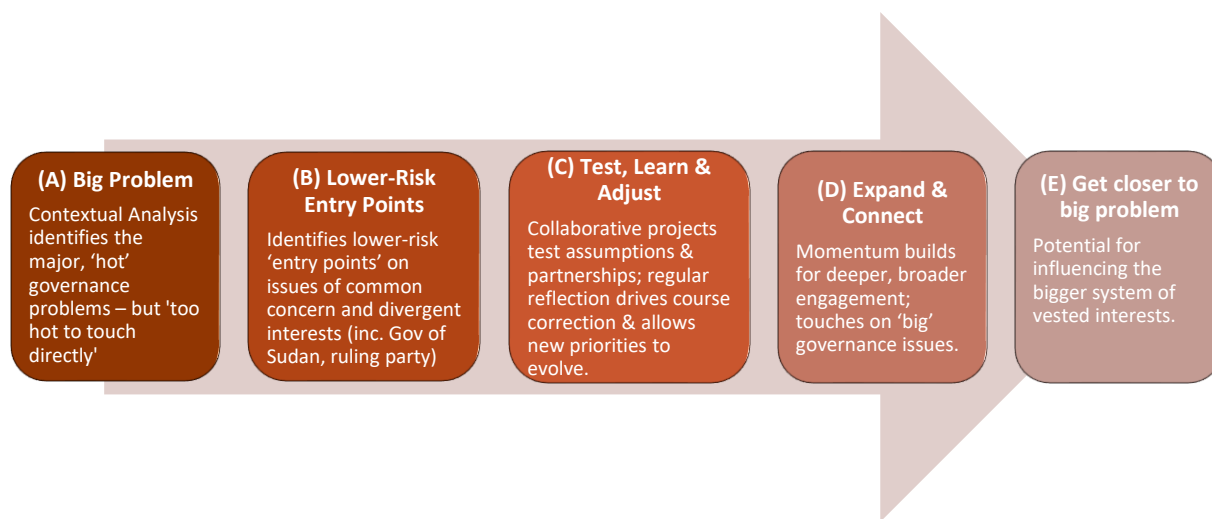 (A) Big Problem
Contextual Analysis
identifies the
major, ‘hot’
governance
problems – but 'too
hot to touch
directly'
(B) Lower-Risk
Entry Points
Identifies lower-risk
‘entry points’ on
issues of common
concern and divergent
interests (inc. Gov of
Sudan, ruling party)
(C) Test, Learn &
Adjust
Collaborative projects
test assumptions &
partnerships; regular
reflection drives course
correction & allows
new priorities to
evolve.
(D) Expand &
Connect
Momentum builds
for deeper, broader
engagement;
touches on ‘big’
governance issues.
(E) Get closer to
big problem
Potential for
influencing the
bigger system of
vested interests.